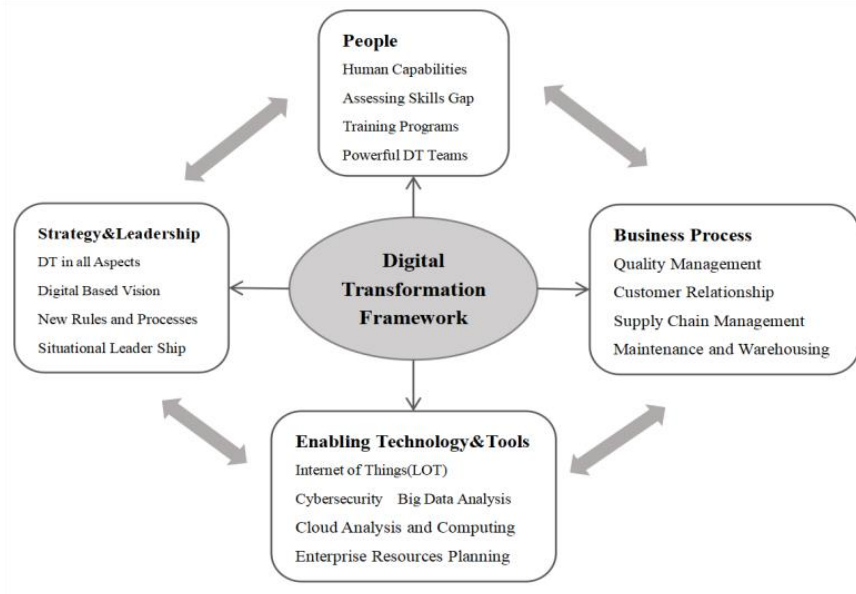 People
Human Capabilities
Assessing Skills Gap
Training Programs
Powerful DT Teams
Strategy&Leadership
DT in all Aspects
Digital Based Vision
New Rules and Processes
Situational Leader Ship
Digital
Transformation
Framework
Business Process
Quality Management
Customer Relationship
Supply Chain Management
Maintenance and Warehousing
Enabling Technology&Tools
Internet of Things(LOT)
Cybersecurity Big Data Analysis
Cloud Analysis and Computing
Enterprise Resources Planning